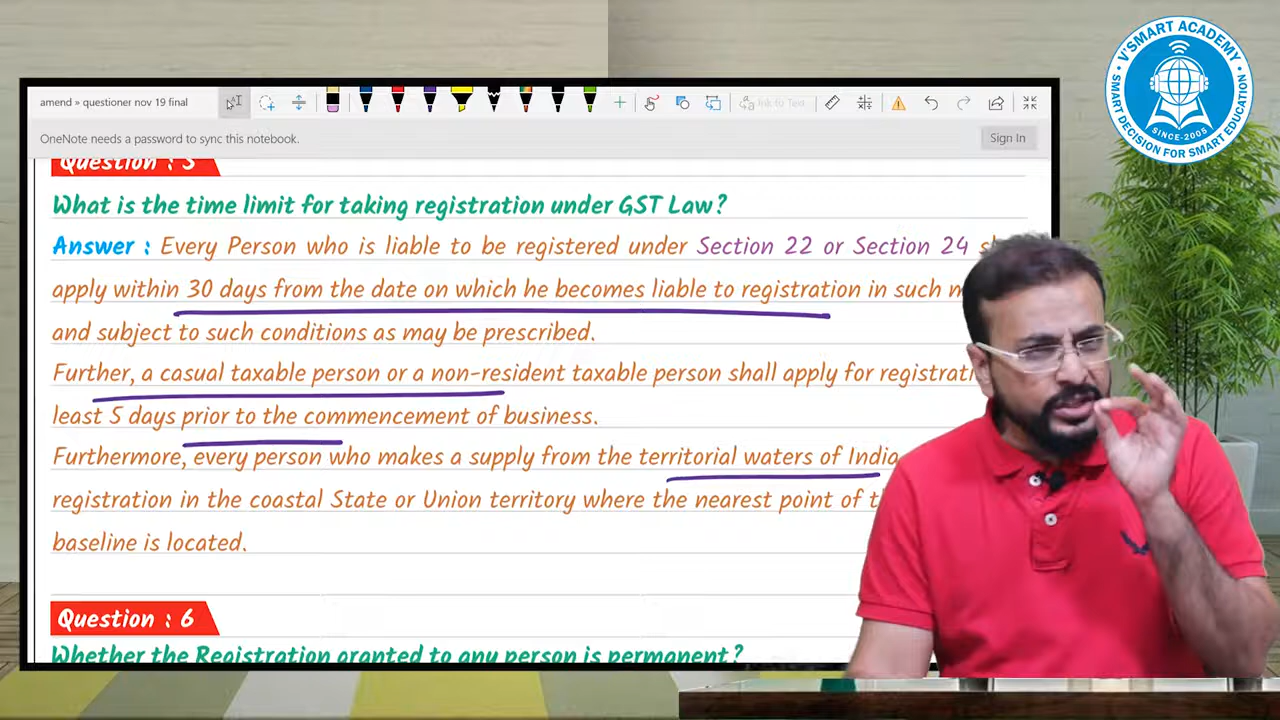 amend » questioner nov 19 final
Ink to Text
OneNote needs a password to sync this notebook.
Sign In
V'SMART ACADEMY
SINCE-2005
SMART DECISION FOR SMART EDUCATION
Question : 5
What is the time limit for taking registration under GST Law?
Answer : Every Person who is liable to be registered under Section 22 or Section 24
apply within 30 days from the date on which he becomes liable to registration in such
and subject to such conditions as may be prescribed.
Further, a casual taxable person or a non-resident taxable person shall apply for
least 5 days prior to the commencement of business.
Furthermore, every person who makes a supply from the territorial waters of India
registration in the coastal State or Union territory where the nearest point of
baseline is located.
Question : 6
Whether the Registration granted to any person is permanent?